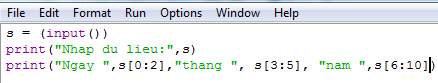 File Edit Format Run Options Window Help
s = (input())
print("Nhap du lieu:",s)
print("Ngay ",s[0:2],"thang ", s[3:5], "nam ",s[6:10])